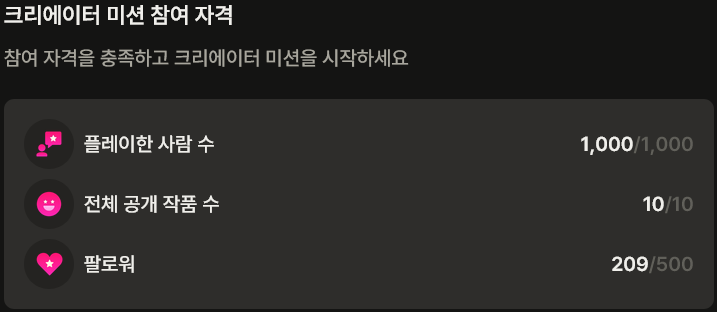 크리에이터 미션 참여 자격
참여 자격을 충족하고 크리에이터 미션을 시작하세요
플레이한 사람 수 1,000/1,000
전체 공개 작품 수 10/10
팔로워 209/500